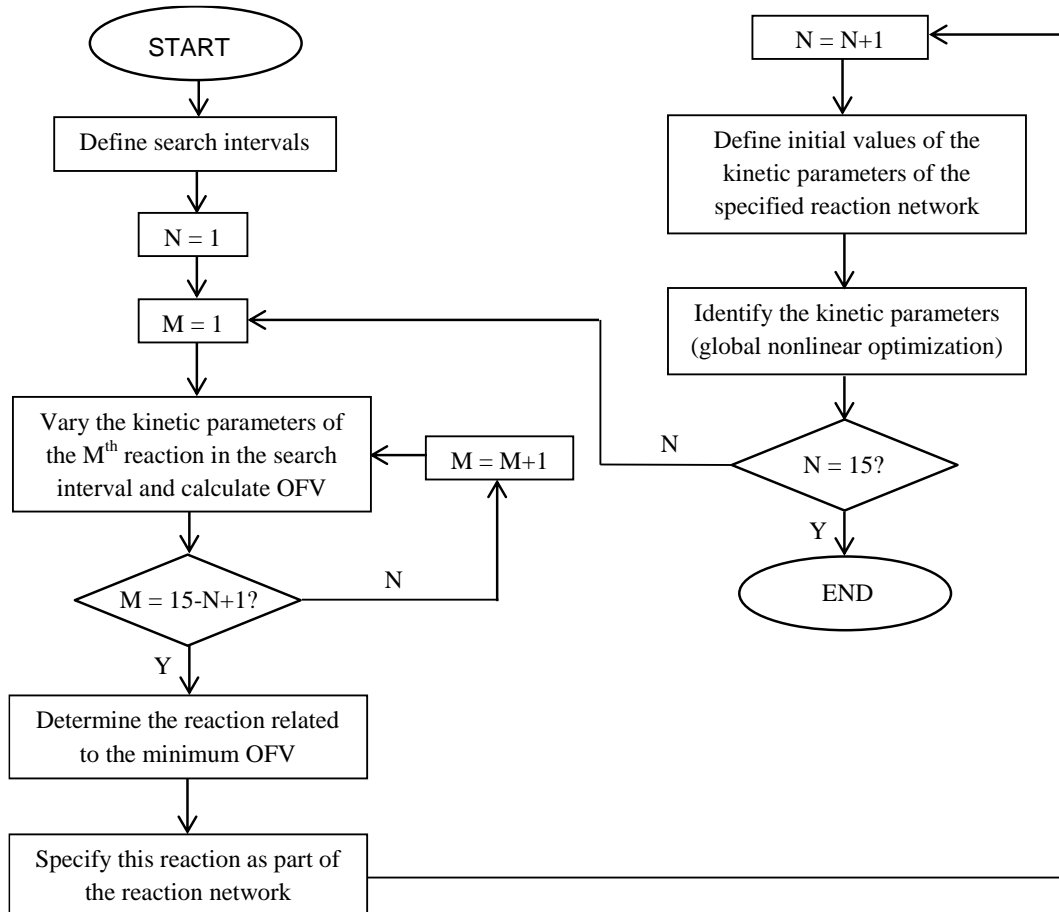 START
Define search intervals
N = 1
M = 1
Vary the kinetic parameters of
the Mth reaction in the search
interval and calculate OFV
M = M+1
M = 15-N+1?
N
Y
Determine the reaction related
to the minimum OFV
Specify this reaction as part of
the reaction network
N = N+1
Define initial values of the
kinetic parameters of the
specified reaction network
Identify the kinetic parameters
(global nonlinear optimization)
N = 15?
N
Y
END